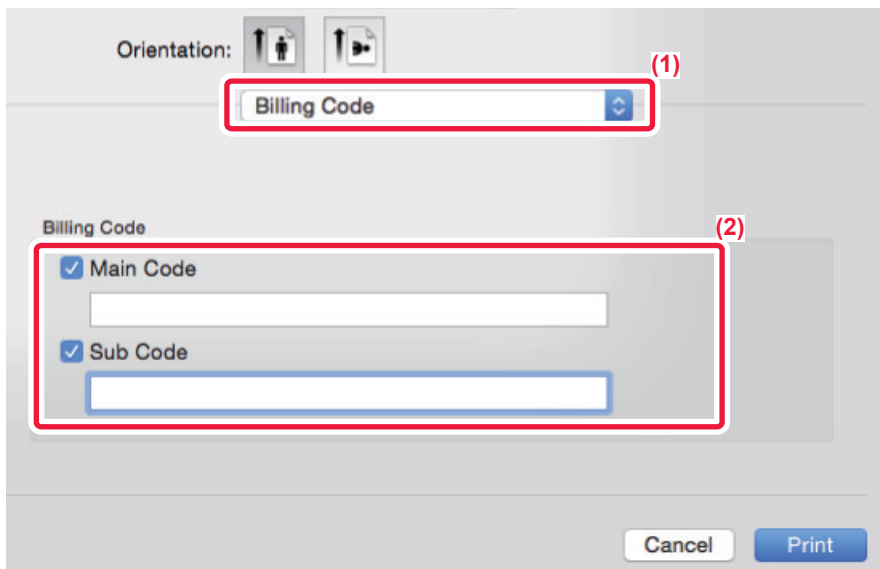 Orientation:
(1)
Billing Code
Billing Code
(2)
Main Code
Sub Code
Cancel Print